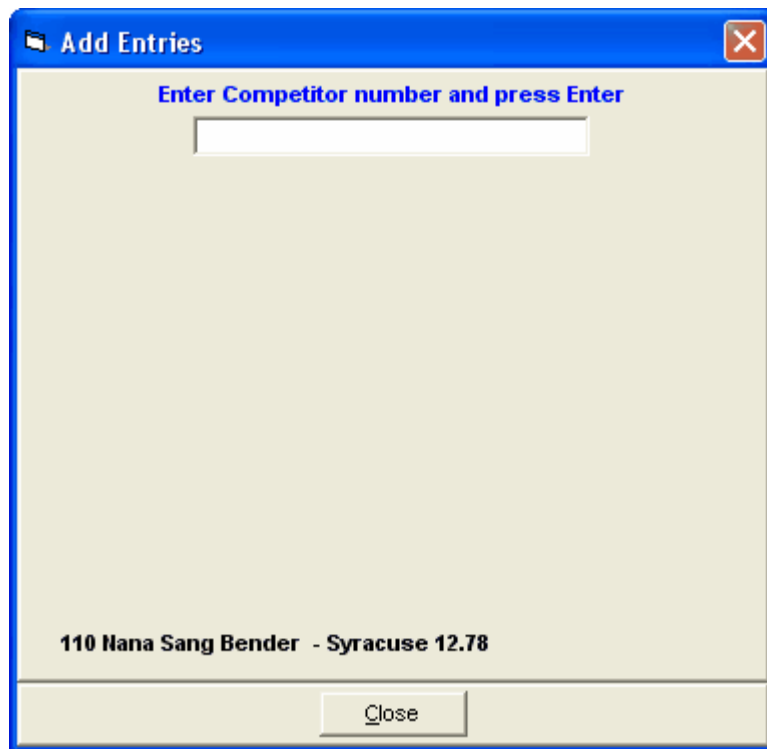 Add Entries
Enter Competitor number and press Enter
110 Nana Sang Bender - Syracuse 12.78
Close